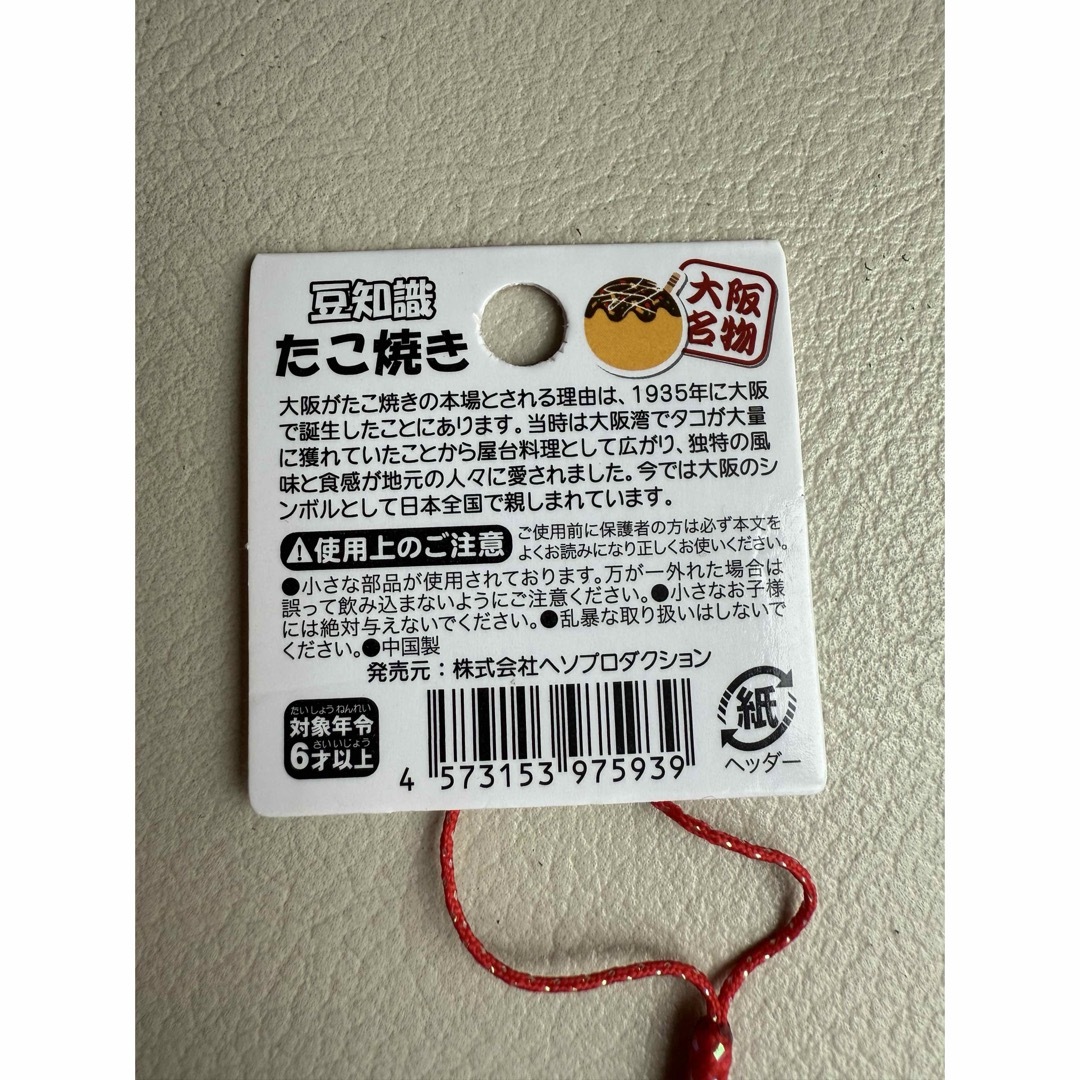 豆知識
たこ焼き
大阪
名物
大阪がたこ焼きの本場とされる理由は、1935年に大阪
で誕生したことにあります。当時は大阪湾でタコが大量
に獲れていたことから屋台料理として広がり、独特の風
味と食感が地元の人々に愛されました。今では大阪のシ
ンボルとして日本全国で親しまれています。
使用上のご注意
ご使用前に保護者の方は必ず本文を
よくお読みになり正しくお使いください。
●小さな部品が使用されております。万が一外れた場合は
誤って飲み込まないようにご注意ください。●小さなお子様
には絶対与えないでください。●乱暴な取り扱いはしないで
ください。●中国製
発売元：株式会社ヘソプロダクション
たいしょうねんれい
対象年令
さいいじょう
6才以上
4 573153 975939
紙
ヘッダー